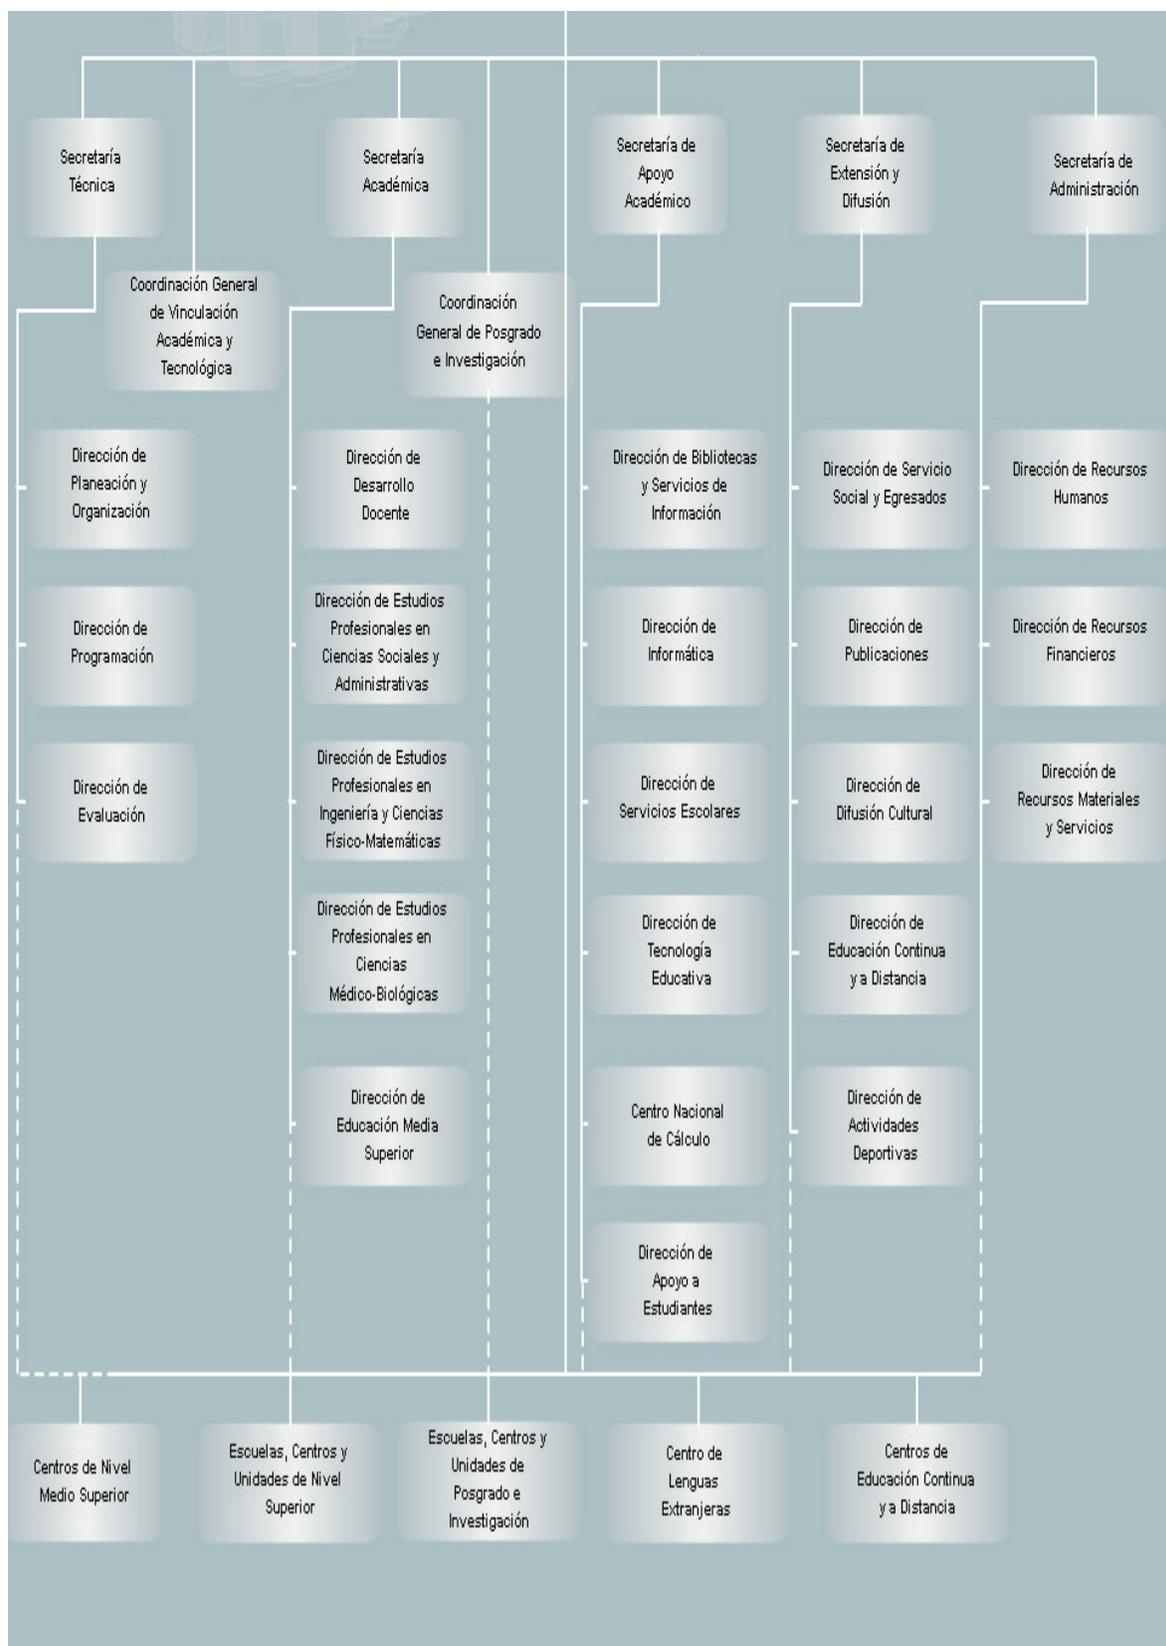 Secretaría
Técnica
Secretaría
Académica
Secretaría de
Apoyo
Académico
Secretaría de
Extensión y
Difusión
Secretaría de
Administración
Coordinación General
de Vinculación
Académica y
Tecnológica
Coordinación
General de Posgrado
e Investigación
Dirección de
Planeación y
Organización
Dirección de
Desarrollo
Docente
Dirección de Bibliotecas
y Servicios de
Información
Dirección de Servicio
Social y Egresados
Dirección de Recursos
Humanos
Dirección de
Programación
Dirección de Estudios
Profesionales en
Ciencias Sociales y
Administrativas
Dirección de
Informática
Dirección de
Publicaciones
Dirección de Recursos
Financieros
Dirección de
Evaluación
Dirección de Estudios
Profesionales en
Ingeniería y Ciencias
Físico-Matemáticas
Dirección de
Servicios Escolares
Dirección de
Difusión Cultural
Dirección de
Recursos Materiales
y Servicios
Dirección de Estudios
Profesionales en
Ciencias
Médico-Biológicas
Dirección de
Tecnología
Educativa
Dirección de
Educación Continua
y a Distancia
Dirección de
Educación Media
Superior
Centro Nacional
de Cálculo
Dirección de
Actividades
Deportivas
Dirección de
Apoyo a
Estudiantes
Centros de Nivel
Medio Superior
Escuelas, Centros y
Unidades de Nivel
Superior
Escuelas, Centros y
Unidades de
Posgrado e
Investigación
Centro de
Lenguas
Extranjeras
Centros de
Educación Continua
y a Distancia